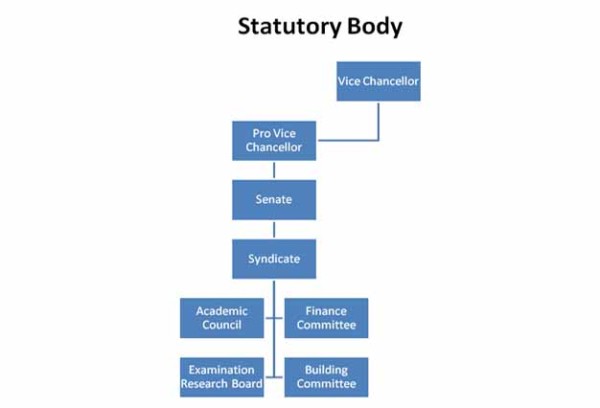 Statutory Body
Vice Chancellor
Pro Vice
Chancellor
Senate
Syndicate
Academic
Council
Finance
Committee
Examination
Research Board
Building
Committee